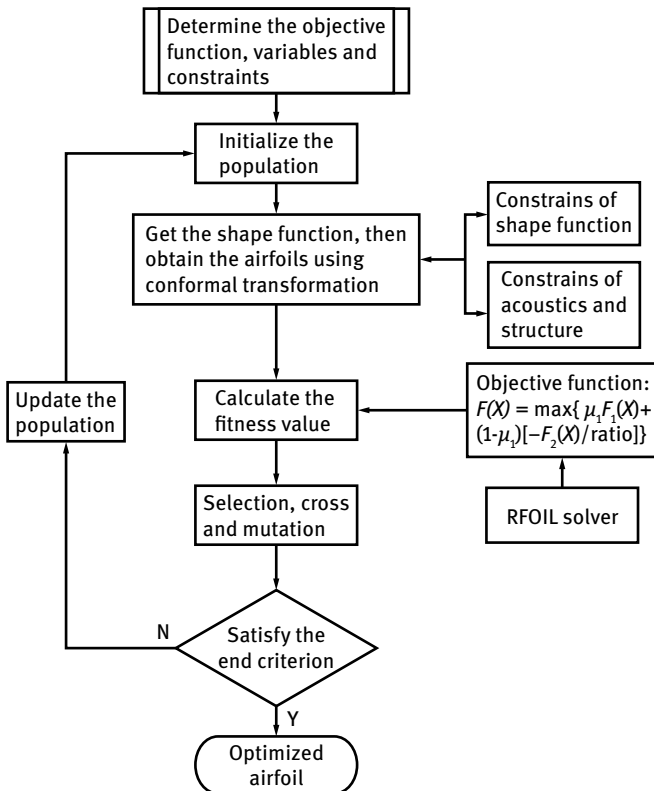 Determine the objective
function, variables and
constraints
Initialize the
population
Get the shape function, then
obtain the airfoils using
conformal transformation
Constrains of
shape function
Constrains of
acoustics and
structure
Update the
population
Calculate the
fitness value
Objective function:
F(X) = max{ μ₁F₁(X)+
(1-μ₁)[−F₂(X)/ratio]}
Selection, cross
and mutation
RFOIL solver
N
Satisfy the
end criterion
Y
Optimized
airfoil